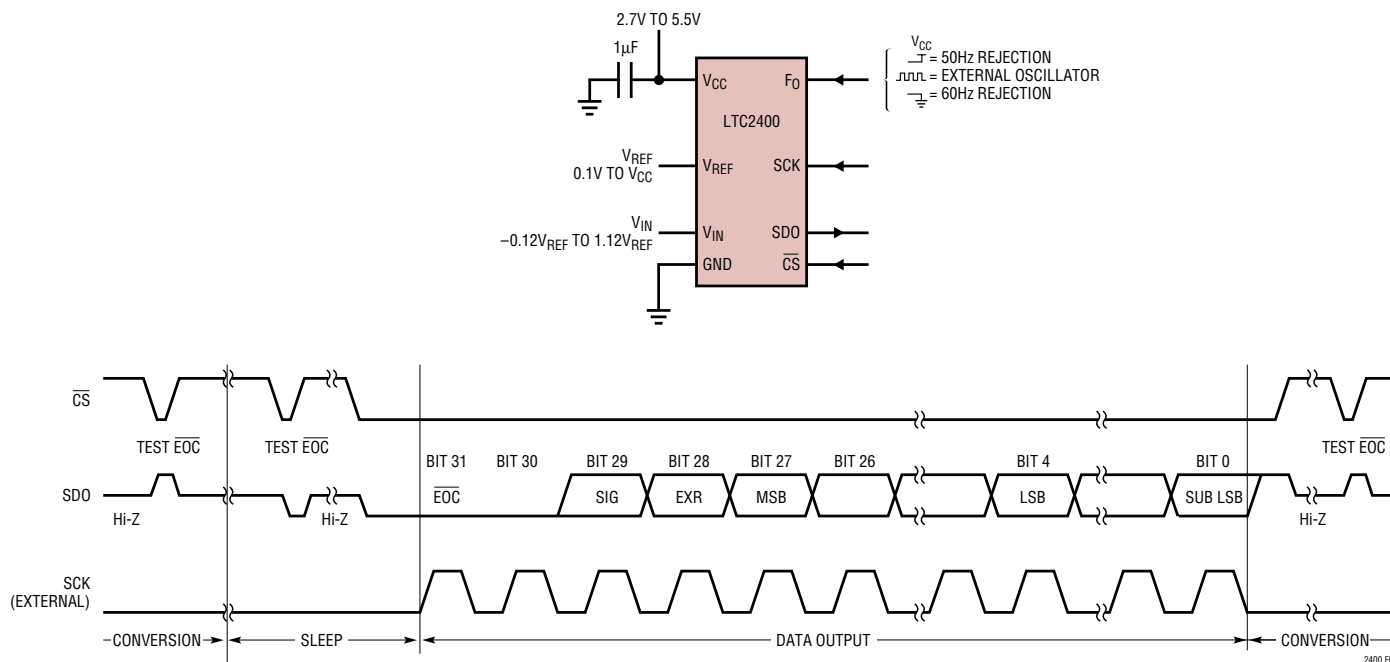 2.7V TO 5.5V
1µF
VCC
FO
LTC2400
VREF
0.1V TO VCC
VREF
SCK
VIN
−0.12VREF TO 1.12VREF
VIN
SDO
GND
CS
VCC
= 50Hz REJECTION
= EXTERNAL OSCILLATOR
= 60Hz REJECTION
CS
TEST EOC
TEST EOC
TEST EOC
BIT 31
BIT 30
BIT 29
BIT 28
BIT 27
BIT 26
BIT 4
BIT 0
SDO
EOC
SIG
EXR
MSB
LSB
SUB LSB
Hi-Z
Hi-Z
Hi-Z
SCK
(EXTERNAL)
CONVERSION
SLEEP
DATA OUTPUT
CONVERSION